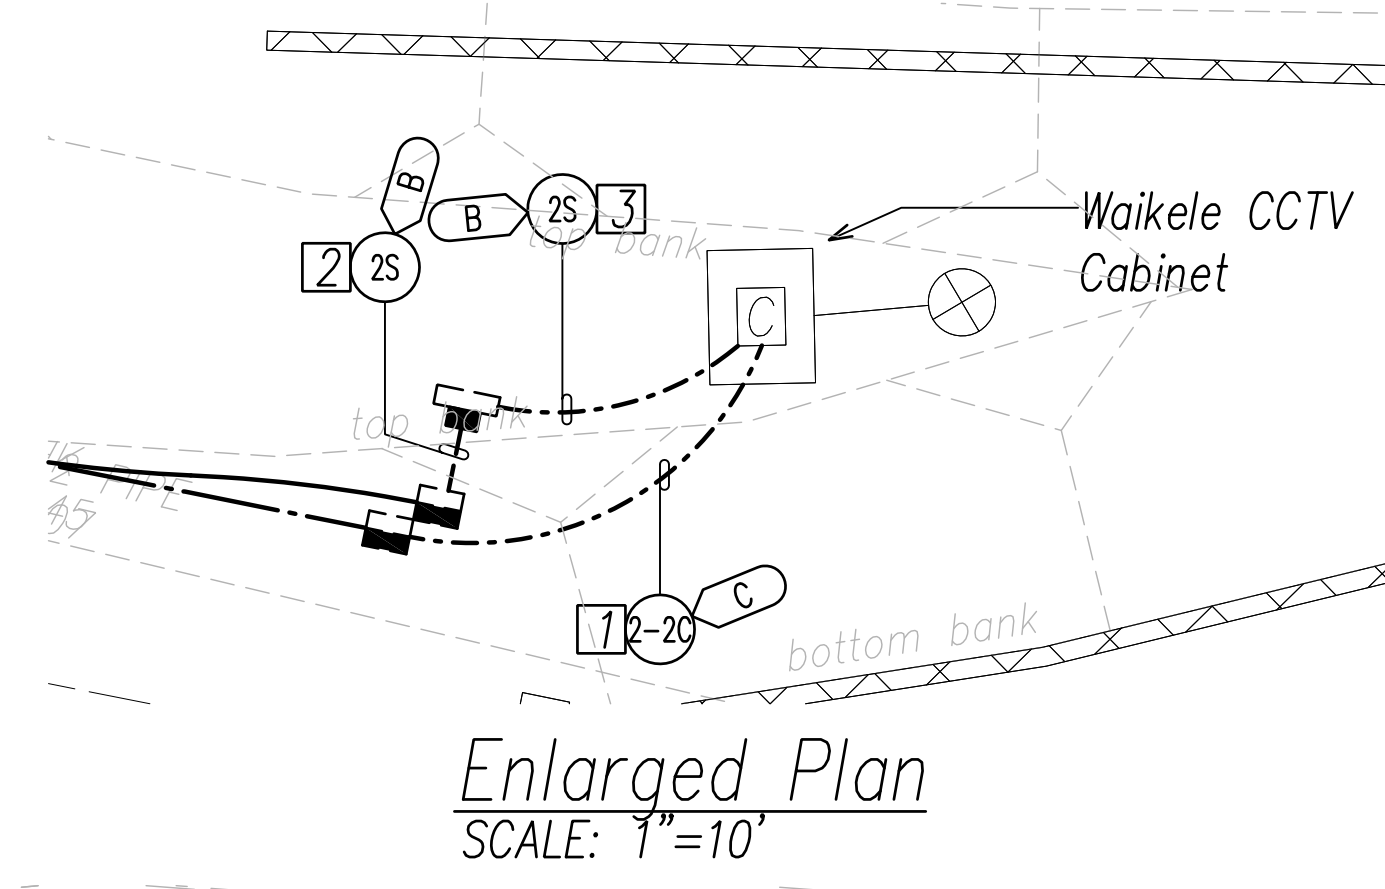 B
B
2S
3
top bank
2
2S
Waikele CCTV
Cabinet
C
top bank
PIPE
1
2-2C
C
bottom bank
Enlarged Plan
SCALE: 1"=10'